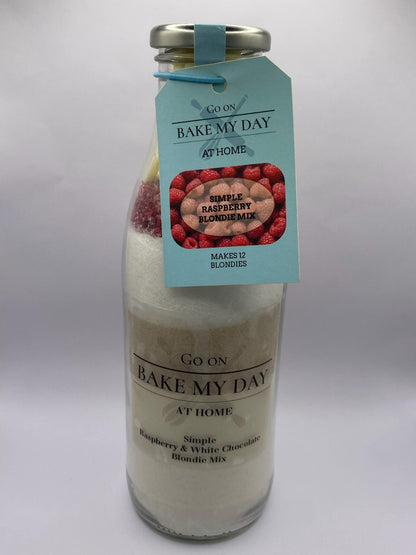 Go on
BAKE MY DAY
AT HOME
SIMPLE
RASPBERRY
BLONDIE MIX
MAKES 12
BLONDIES
Go on
BAKE MY DAY
AT HOME
Simple
Raspberry & White Chocolate
Blondie Mix